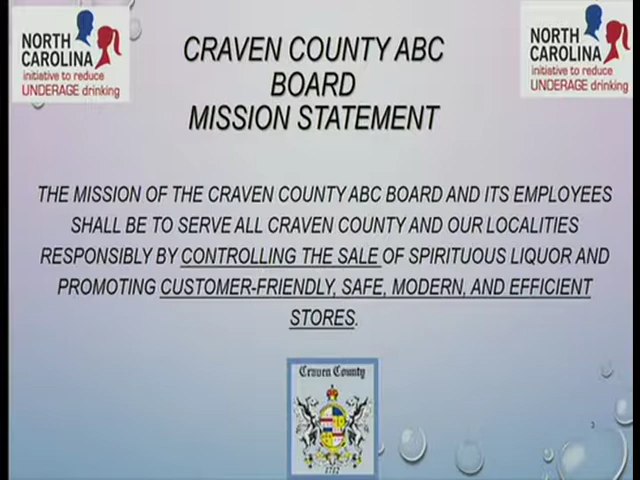 NORTH
CAROLINA
initiative to reduce
UNDERAGE drinking
CRAVEN COUNTY ABC
BOARD
MISSION STATEMENT
NORTH
CAROLINA
initiative to reduce
UNDERAGE drinking
THE MISSION OF THE CRAVEN COUNTY ABC BOARD AND ITS EMPLOYEES
SHALL BE TO SERVE ALL CRAVEN COUNTY AND OUR LOCALITIES
RESPONSIBLY BY CONTROLLING THE SALE OF SPIRITUOUS LIQUOR AND
PROMOTING CUSTOMER-FRIENDLY, SAFE, MODERN, AND EFFICIENT
STORES.
Craven County
1712
3